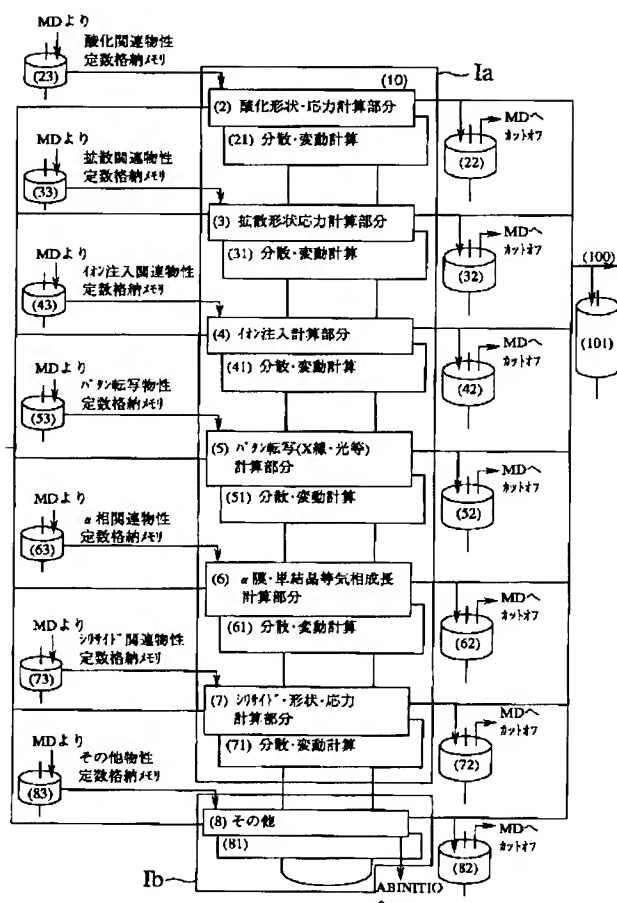 MDより
酸化関連物性
定数格納ﾒﾓﾘ
(23)
(10)
Ia
(2) 酸化形状・応力計算部分
(21) 分散・変動計算
MDへ
ｶｯﾄｵﾌ
(22)
MDより
拡散関連物性
定数格納ﾒﾓﾘ
(33)
(3) 拡散形状応力計算部分
(31) 分散・変動計算
MDへ
ｶｯﾄｵﾌ
(32)
(100)
(101)
MDより
ｲｵﾝ注入関連物性
定数格納ﾒﾓﾘ
(43)
(4) ｲｵﾝ注入計算部分
(41) 分散・変動計算
MDへ
ｶｯﾄｵﾌ
(42)
MDより
ﾊﾟﾀﾝ転写物性
定数格納ﾒﾓﾘ
(53)
(5) ﾊﾟﾀﾝ転写(X線・光等)
計算部分
(51) 分散・変動計算
MDへ
ｶｯﾄｵﾌ
(52)
MDより
α相関連物性
定数格納ﾒﾓﾘ
(63)
(6) α膜・単結晶等気相成長
計算部分
(61) 分散・変動計算
MDへ
ｶｯﾄｵﾌ
(62)
MDより
ｼﾘｻｲﾄﾞ関連物性
定数格納ﾒﾓﾘ
(73)
(7) ｼﾘｻｲﾄﾞ・形状・応力
計算部分
(71) 分散・変動計算
MDへ
ｶｯﾄｵﾌ
(72)
MDより
その他物性
定数格納ﾒﾓﾘ
(83)
(8) その他
(81)
MDへ
ｶｯﾄｵﾌ
(82)
Ib
ABINITIO